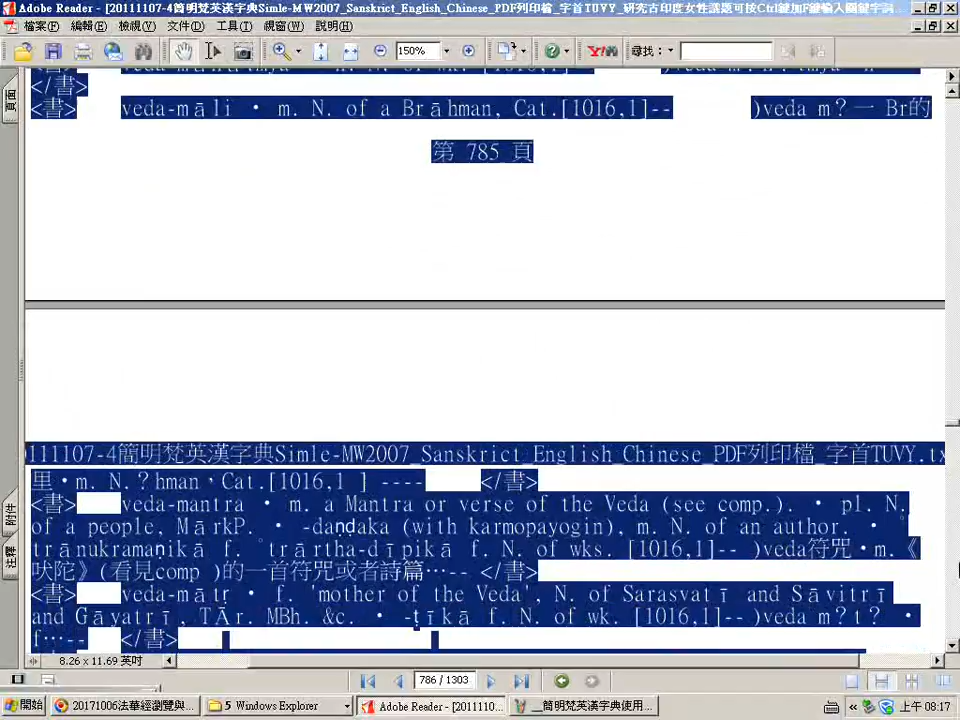 Adobe Reader - [20111107-4簡明梵英漢字典Simle-MW2007_Sanskrict_English_Chinese_PDF列印檔_字首TUVY_研究古印度女性議題可按Ctrl鍵加F鍵輸入關鍵字詞
檔案(F) 編輯(E) 檢視(V) 文件(D) 工具(T) 視窗(W) 說明(H)
150% 尋找：
頁面
</書>
<書> veda-māli • m. N. of a Brāhman, Cat.[1016,1]-- )veda m？一 Br的
第 785 頁
111107-4簡明梵英漢字典Simle-MW2007_Sanskrict_English_Chinese_PDF列印檔_字首TUVY.tx
里•m. N.？hman，Cat.[1016,1 ] ---- </書>
<書> veda-mantra • m. a Mantra or verse of the Veda (see comp.). • pl. N.
of a people, MārkP. • -daṇḍaka (with karmopayogin), m. N. of an author. • °
trānukramaṇikā f. °trārtha-dīpikā f. N. of wks. [1016,1]-- )veda符咒•m.《
吠陀》(看見comp )的一首符咒或者詩篇…-- </書>
<書> veda-mātṛ • f. 'mother of the Veda', N. of Sarasvatī and Sāvitrī
and Gāyatrī, TĀr. MBh. &c. • -ṭīkā f. N. of wk. [1016,1]-- )veda m?t？ •
f…-- </書>
附件
注釋
8.26 x 11.69 英吋
786 / 1303
開始 20171006法華經瀏覽與... 5 Windows Explorer Adobe Reader - [2011110... __簡明梵英漢字典使用... 上午 08:17